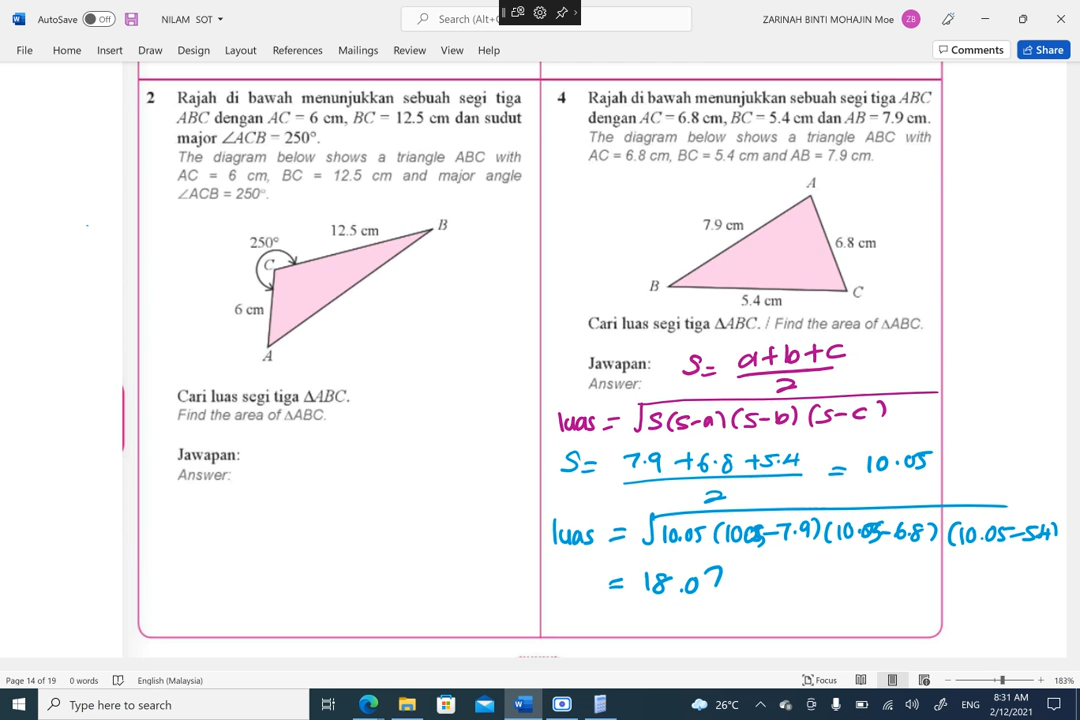 AutoSave Off NILAM SOT Search (Alt+ ZARINAH BINTI MOHAJIN Moe ZB
File Home Insert Draw Design Layout References Mailings Review View Help Comments Share
2 Rajah di bawah menunjukkan sebuah segi tiga
ABC dengan AC = 6 cm, BC = 12.5 cm dan sudut
major ∠ACB = 250°.
The diagram below shows a triangle ABC with
AC = 6 cm, BC = 12.5 cm and major angle
∠ACB = 250°.
250°
12.5 cm
B
C
6 cm
A
Cari luas segi tiga ΔABC.
Find the area of ΔABC.
Jawapan:
Answer:
4 Rajah di bawah menunjukkan sebuah segi tiga ABC
dengan AC = 6.8 cm, BC = 5.4 cm dan AB = 7.9 cm.
The diagram below shows a triangle ABC with
AC = 6.8 cm, BC = 5.4 cm and AB = 7.9 cm.
A
7.9 cm
6.8 cm
B
C
5.4 cm
Cari luas segi tiga ΔABC. / Find the area of ΔABC.
Jawapan:
Answer:
S = a+b+c / 2
luas = √S(S-a)(S-b)(S-c)
S = 7.9 + 6.8 + 5.4 / 2 = 10.05
luas = √10.05 (10.05-7.9)(10.05-6.8)(10.05-5.4)
= 18.07
Page 14 of 19 0 words English (Malaysia) Focus 183%
Type here to search 26°C ENG 8:31 AM
2/12/2021